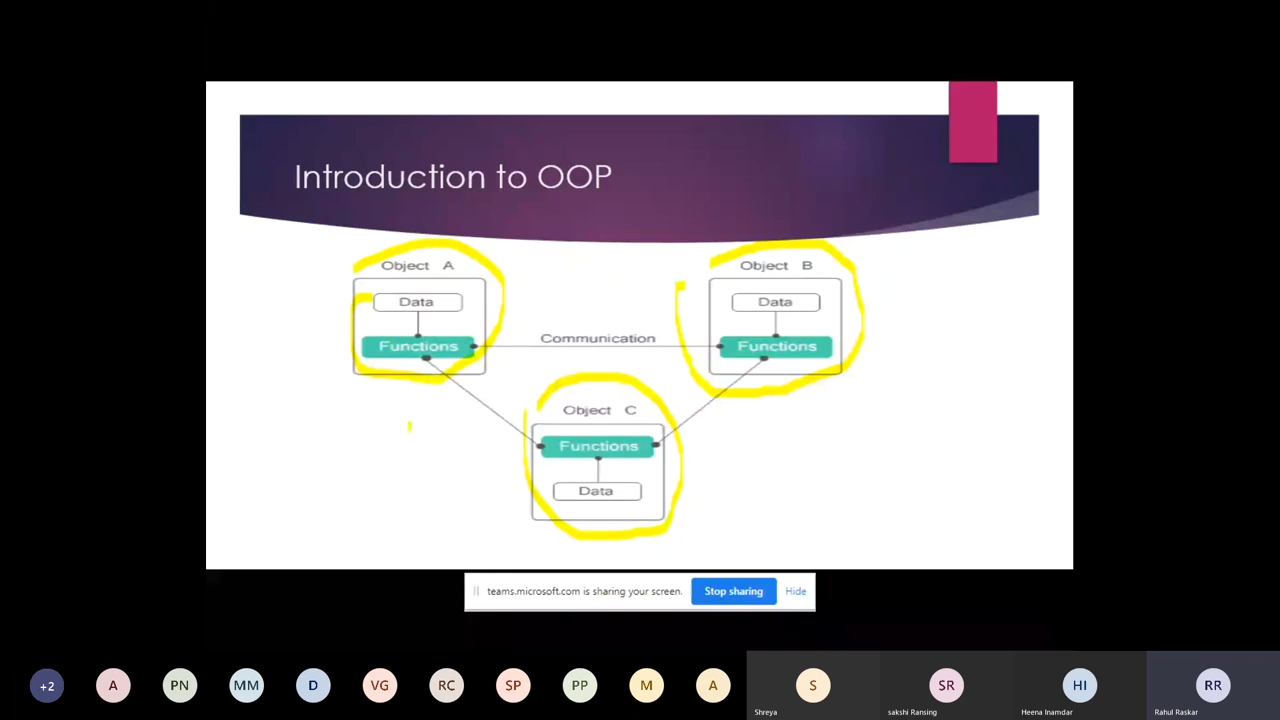 Introduction to OOP
Object A
Object B
Data
Data
Functions
Communication
Functions
Object C
Functions
Data
teams.microsoft.com is sharing your screen.
Stop sharing
Hide
+2
A
PN
MM
D
VG
RC
SP
PP
M
A
S
SR
HI
RR
Shreya
sakshi Ransing
Heena Inamdar
Rahul Raskar